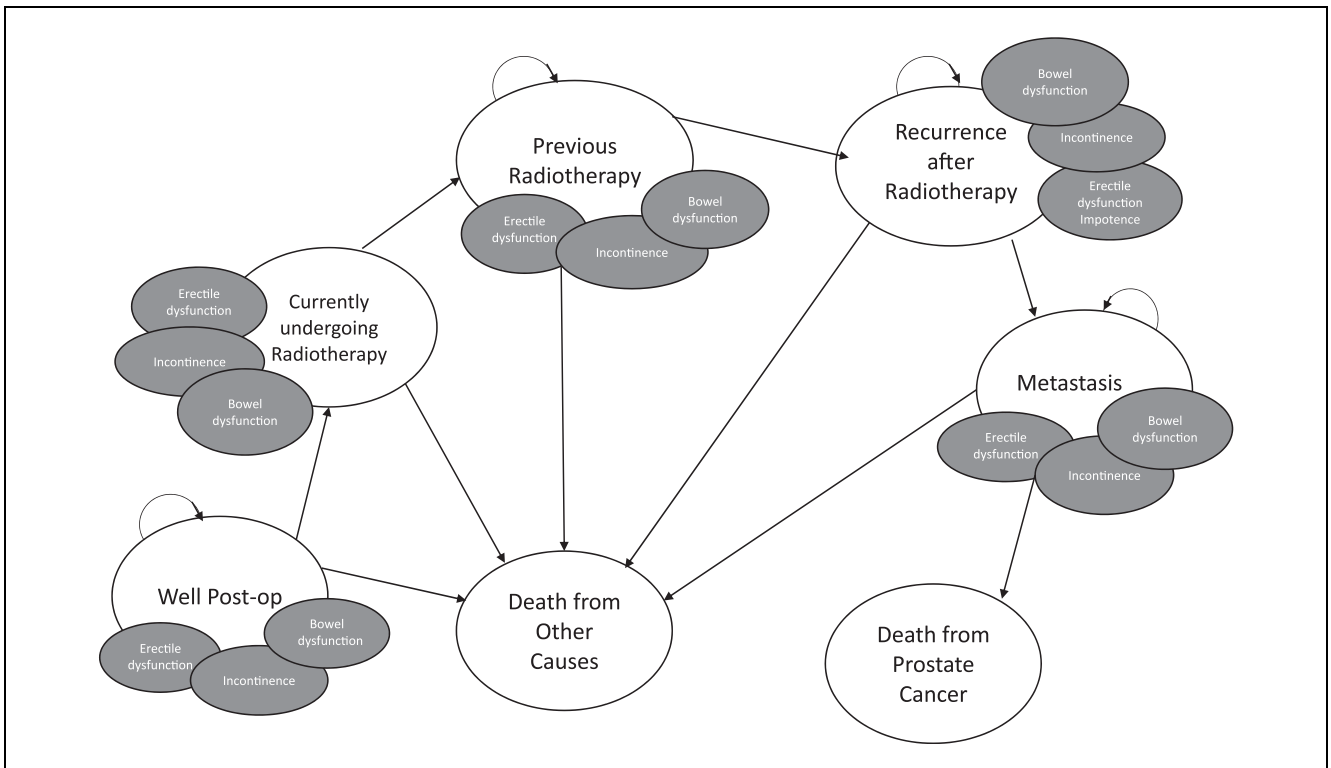 Previous
Radiotherapy
Erectile
dysfunction
Incontinence
Bowel
dysfunction
Recurrence
after
Radiotherapy
Bowel
dysfunction
Incontinence
Erectile
dysfunction
Impotence
Currently
undergoing
Radiotherapy
Erectile
dysfunction
Incontinence
Bowel
dysfunction
Metastasis
Erectile
dysfunction
Incontinence
Bowel
dysfunction
Well Post-op
Erectile
dysfunction
Incontinence
Bowel
dysfunction
Death from
Other
Causes
Death from
Prostate
Cancer